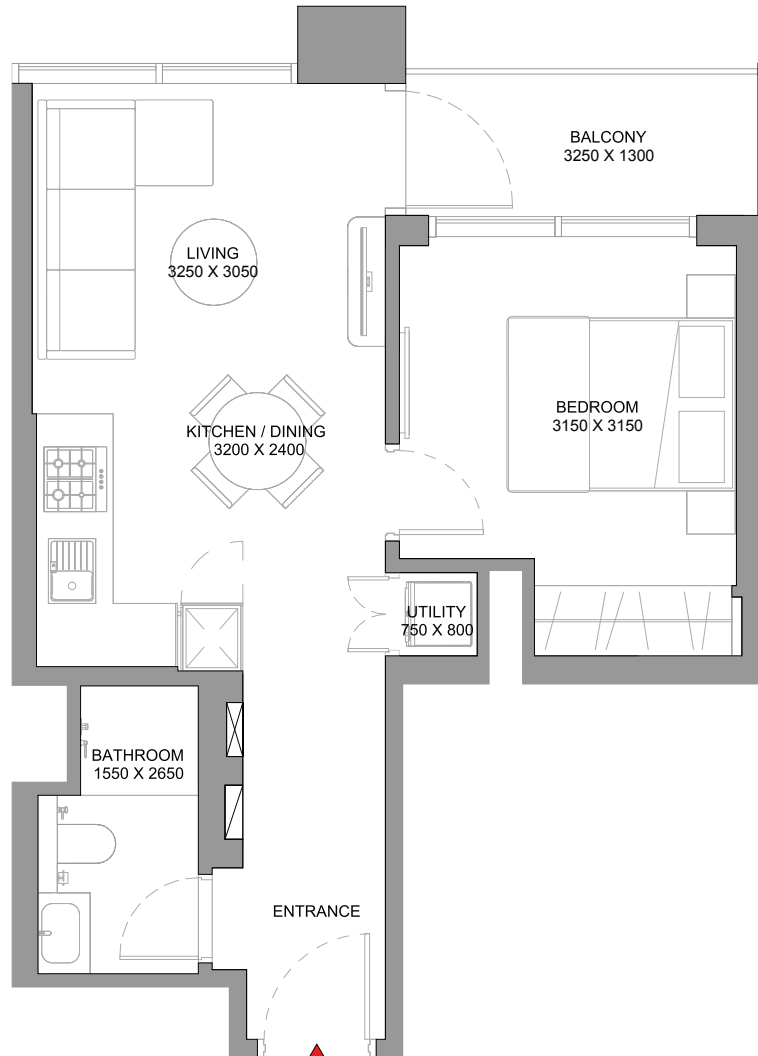 BALCONY
3250 X 1300
LIVING
3250 X 3050
BEDROOM
3150 X 3150
KITCHEN / DINING
3200 X 2400
UTILITY
750 X 800
BATHROOM
1550 X 2650
ENTRANCE